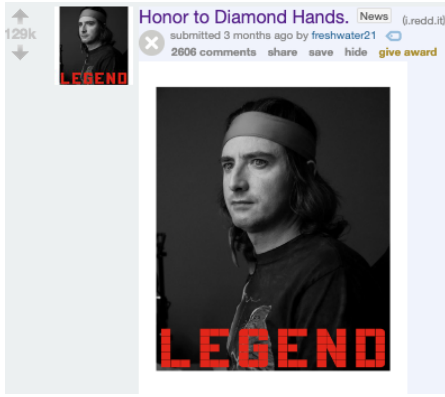 Honor to Diamond Hands. News (i.redd.it)
129k
submitted 3 months ago by freshwater21
2606 comments share save hide give award
LEGEND
LEGEND